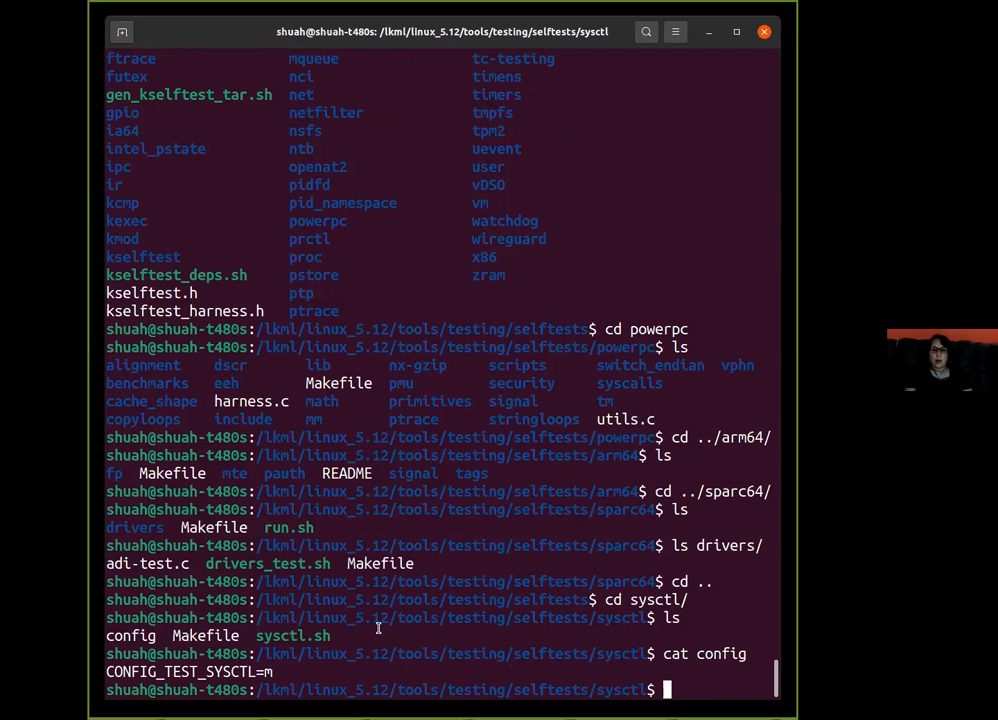 shuah@shuah-t480s: /lkml/linux_5.12/tools/testing/selftests/sysctl
ftrace mqueue tc-testing
futex nci timens
gen_kselftest_tar.sh net timers
gpio netfilter tmpfs
ia64 nsfs tpm2
intel_pstate ntb uevent
ipc openat2 user
ir pidfd vDSO
kcmp pid_namespace vm
kexec powerpc watchdog
kmod prctl wireguard
kselftest proc x86
kselftest_deps.sh pstore zram
kselftest.h ptp
kselftest_harness.h ptrace
shuah@shuah-t480s:/lkml/linux_5.12/tools/testing/selftests$ cd powerpc
shuah@shuah-t480s:/lkml/linux_5.12/tools/testing/selftests/powerpc$ ls
alignment dscr lib nx-gzip scripts switch_endian vphn
benchmarks eeh Makefile pmu security syscalls
cache_shape harness.c math primitives signal tm
copyloops include mm ptrace stringloops utils.c
shuah@shuah-t480s:/lkml/linux_5.12/tools/testing/selftests/powerpc$ cd ../arm64/
shuah@shuah-t480s:/lkml/linux_5.12/tools/testing/selftests/arm64$ ls
fp Makefile mte pauth README signal tags
shuah@shuah-t480s:/lkml/linux_5.12/tools/testing/selftests/arm64$ cd ../sparc64/
shuah@shuah-t480s:/lkml/linux_5.12/tools/testing/selftests/sparc64$ ls
drivers Makefile run.sh
shuah@shuah-t480s:/lkml/linux_5.12/tools/testing/selftests/sparc64$ ls drivers/
adi-test.c drivers_test.sh Makefile
shuah@shuah-t480s:/lkml/linux_5.12/tools/testing/selftests/sparc64$ cd ..
shuah@shuah-t480s:/lkml/linux_5.12/tools/testing/selftests$ cd sysctl/
shuah@shuah-t480s:/lkml/linux_5.12/tools/testing/selftests/sysctl$ ls
config Makefile sysctl.sh
shuah@shuah-t480s:/lkml/linux_5.12/tools/testing/selftests/sysctl$ cat config
CONFIG_TEST_SYSCTL=m
shuah@shuah-t480s:/lkml/linux_5.12/tools/testing/selftests/sysctl$